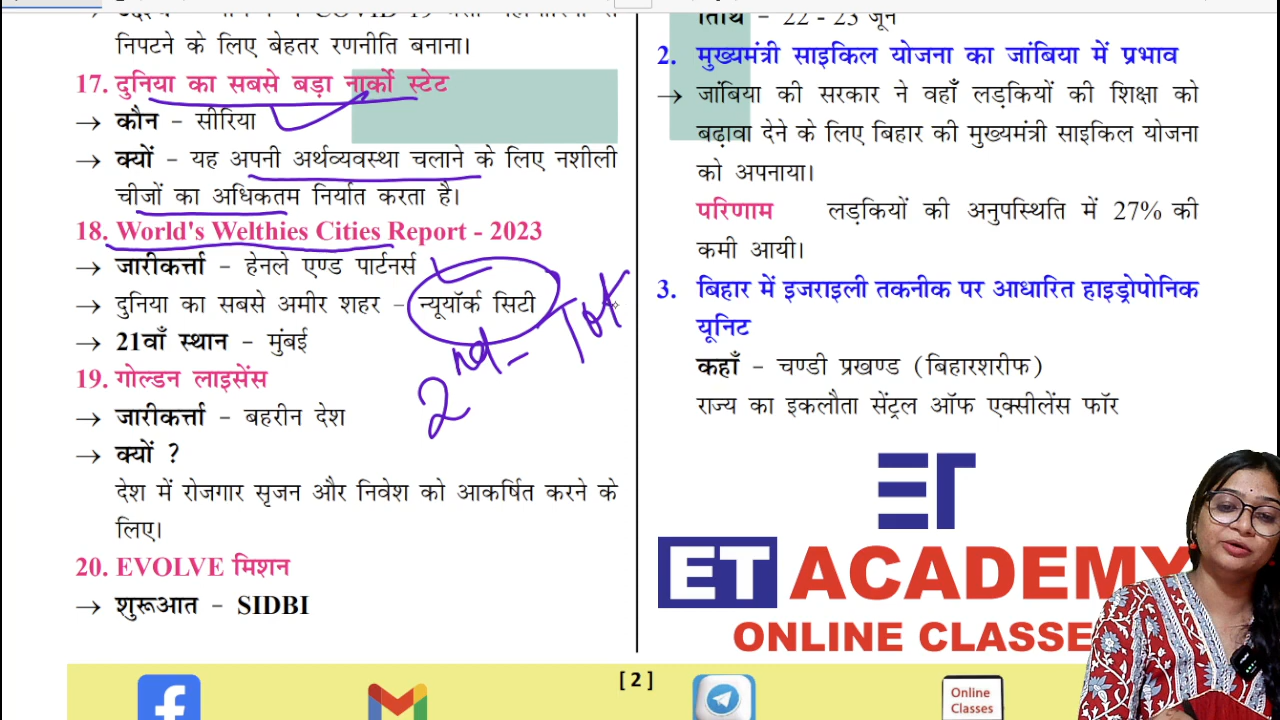 निपटने के लिए बेहतर रणनीति बनाना।
17. दुनिया का सबसे बड़ा नार्को स्टेट
→ कौन - सीरिया
→ क्यों - यह अपनी अर्थव्यवस्था चलाने के लिए नशीली
चीजों का अधिकतम निर्यात करता है।
18. World's Welthies Cities Report - 2023
→ जारीकर्त्ता - हेनले एण्ड पार्टनर्स
→ दुनिया का सबसे अमीर शहर - न्यूयॉर्क सिटी
→ 21वाँ स्थान - मुंबई
2nd - Tok
19. गोल्डन लाइसेंस
→ जारीकर्त्ता - बहरीन देश
→ क्यों ?
देश में रोजगार सृजन और निवेश को आकर्षित करने के
लिए।
20. EVOLVE मिशन
→ शुरूआत - SIDBI
तिथि - 22 - 23 जून
2. मुख्यमंत्री साइकिल योजना का जांबिया में प्रभाव
→ जांबिया की सरकार ने वहाँ लड़कियों की शिक्षा को
बढ़ावा देने के लिए बिहार की मुख्यमंत्री साइकिल योजना
को अपनाया।
परिणाम लड़कियों की अनुपस्थिति में 27% की
कमी आयी।
3. बिहार में इजराइली तकनीक पर आधारित हाइड्रोपोनिक
यूनिट
कहाँ - चण्डी प्रखण्ड (बिहारशरीफ)
राज्य का इकलौता सेंट्रल ऑफ एक्सीलेंस फॉर
ET
ET ACADEMY
ONLINE CLASSE
[ 2 ]
Online
Classes